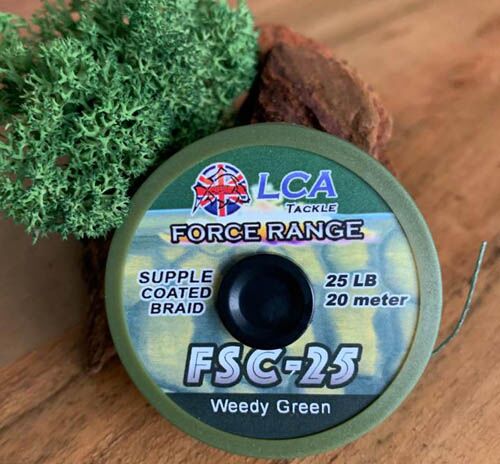 LCA
TACKLE
FORCE RANGE
SUPPLE
COATED
BRAID
25 LB
20 meter
FSC-25
Weedy Green